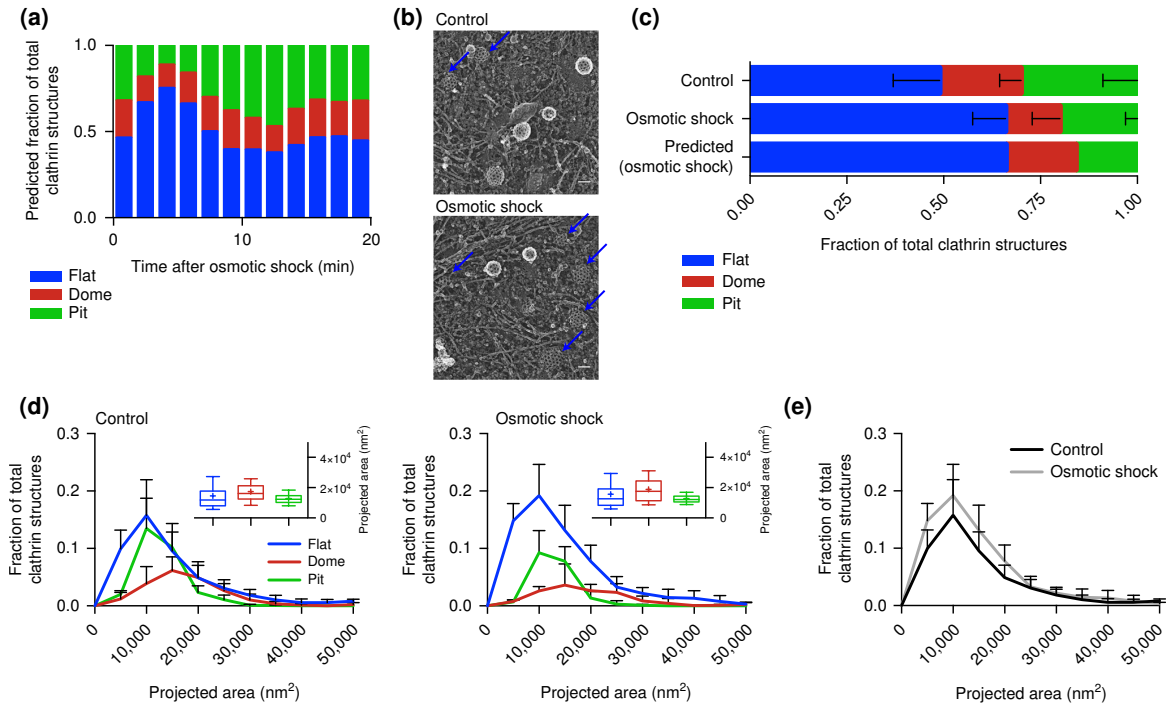 (a)
1.0
0.5
0.0
Predicted fraction of total
clathrin structures
0
10
20
Time after osmotic shock (min)
Flat
Dome
Pit
(b)
Control
Osmotic shock
(c)
Control
Osmotic shock
Predicted
(osmotic shock)
0.00
0.25
0.50
0.75
1.00
Fraction of total clathrin structures
Flat
Dome
Pit
(d)
Control
0.3
0.2
0.1
0.0
Fraction of total
clathrin structures
4×10⁴
2×10⁴
0
Projected area (nm²)
Flat
Dome
Pit
0
10,000
20,000
30,000
40,000
50,000
Projected area (nm²)
Osmotic shock
0.3
0.2
0.1
0.0
Fraction of total
clathrin structures
4×10⁴
2×10⁴
0
Projected area (nm²)
Flat
Dome
Pit
0
10,000
20,000
30,000
40,000
50,000
Projected area (nm²)
(e)
0.3
0.2
0.1
0.0
Fraction of total
clathrin structures
Control
Osmotic shock
0
10,000
20,000
30,000
40,000
50,000
Projected area (nm²)